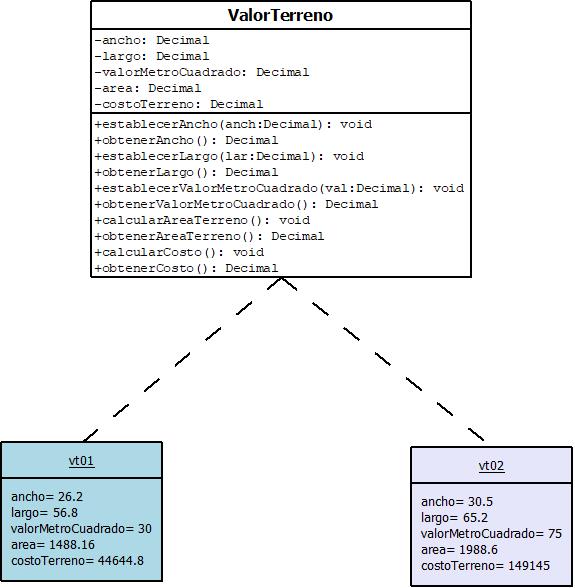 ValorTerreno
-ancho: Decimal
-largo: Decimal
-valorMetroCuadrado: Decimal
-area: Decimal
-costoTerreno: Decimal
+establecerAncho(anch:Decimal): void
+obtenerAncho(): Decimal
+establecerLargo(lar:Decimal): void
+obtenerLargo(): Decimal
+establecerValorMetroCuadrado(val:Decimal): void
+obtenerValorMetroCuadrado(): Decimal
+calcularAreaTerreno(): void
+obtenerAreaTerreno(): Decimal
+calcularCosto(): void
+obtenerCosto(): Decimal
vt01
ancho= 26.2
largo= 56.8
valorMetroCuadrado= 30
area= 1488.16
costoTerreno= 44644.8
vt02
ancho= 30.5
largo= 65.2
valorMetroCuadrado= 75
area= 1988.6
costoTerreno= 149145